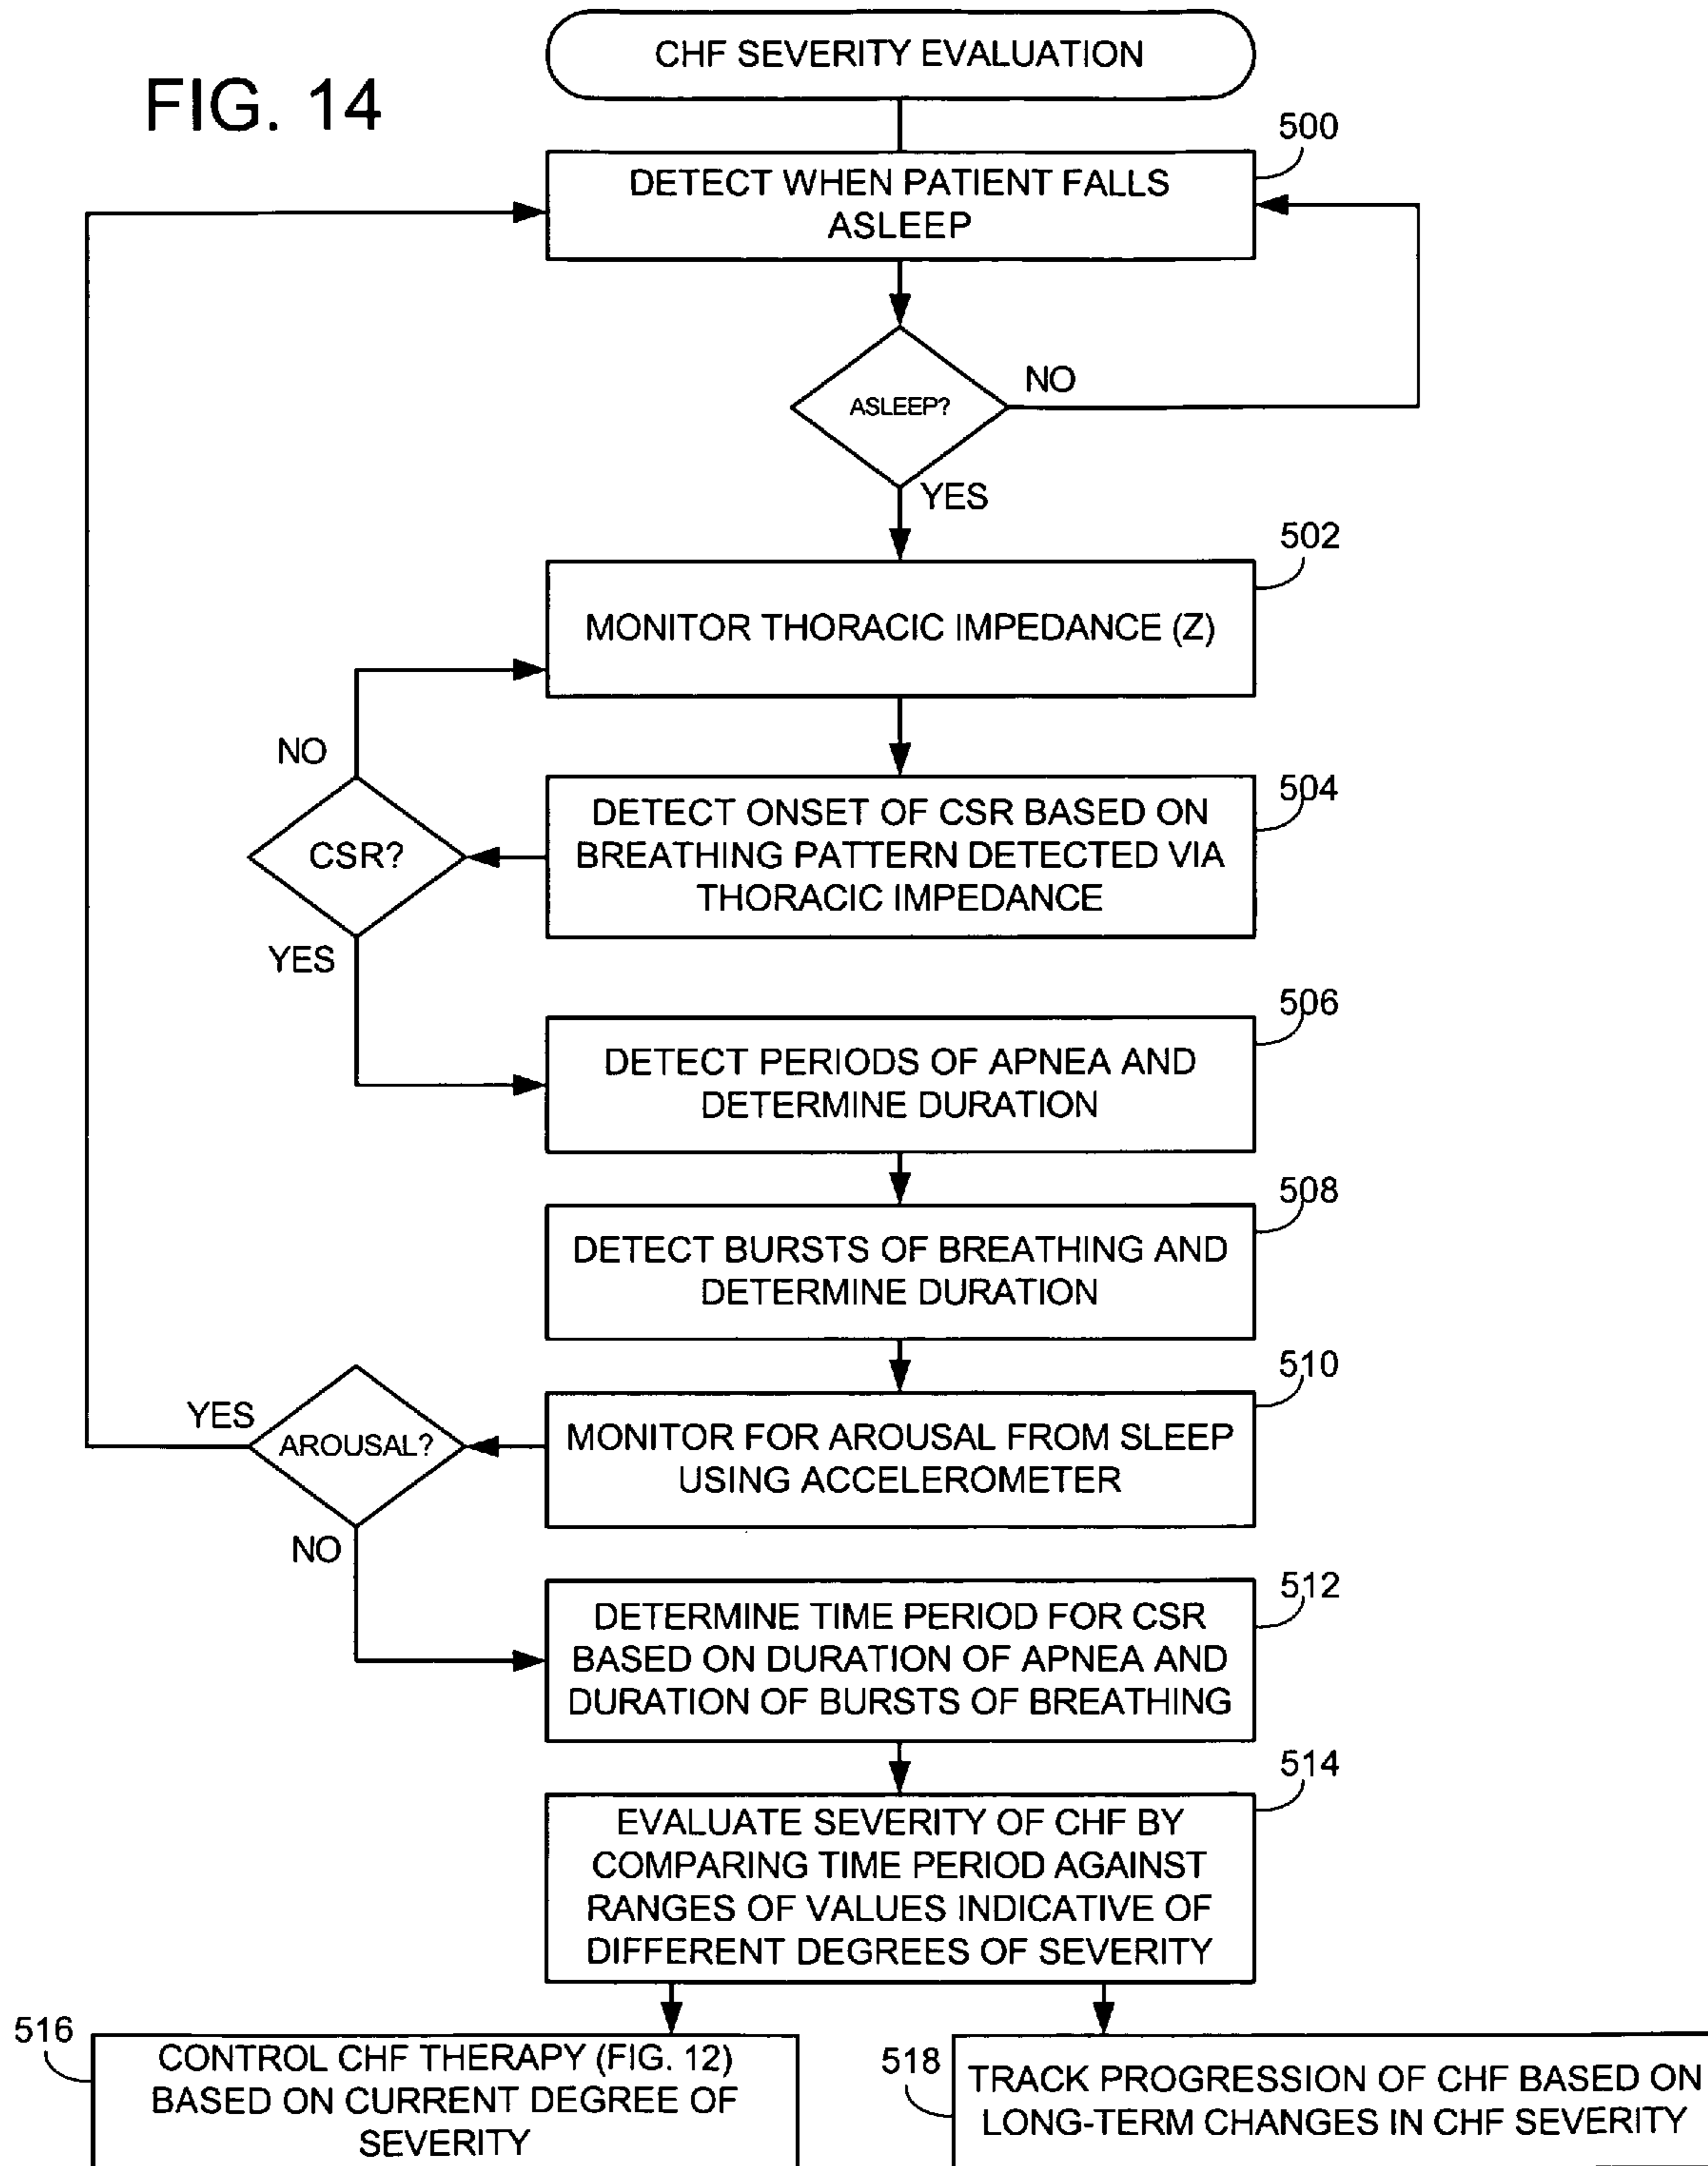 FIG. 14
CHF SEVERITY EVALUATION
500
DETECT WHEN PATIENT FALLS
ASLEEP
ASLEEP?
NO
YES
502
MONITOR THORACIC IMPEDANCE (Z)
NO
504
DETECT ONSET OF CSR BASED ON
BREATHING PATTERN DETECTED VIA
THORACIC IMPEDANCE
CSR?
YES
506
DETECT PERIODS OF APNEA AND
DETERMINE DURATION
508
DETECT BURSTS OF BREATHING AND
DETERMINE DURATION
510
MONITOR FOR AROUSAL FROM SLEEP
USING ACCELEROMETER
YES
AROUSAL?
NO
512
DETERMINE TIME PERIOD FOR CSR
BASED ON DURATION OF APNEA AND
DURATION OF BURSTS OF BREATHING
514
EVALUATE SEVERITY OF CHF BY
COMPARING TIME PERIOD AGAINST
RANGES OF VALUES INDICATIVE OF
DIFFERENT DEGREES OF SEVERITY
516
CONTROL CHF THERAPY (FIG. 12)
BASED ON CURRENT DEGREE OF
SEVERITY
518
TRACK PROGRESSION OF CHF BASED ON
LONG-TERM CHANGES IN CHF SEVERITY